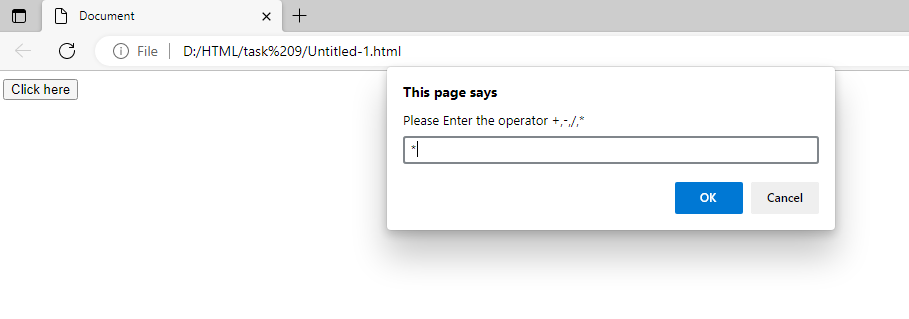 Document
File
D:/HTML/task%209/Untitled-1.html
Click here
This page says
Please Enter the operator +,-,/,*
*
OK
Cancel